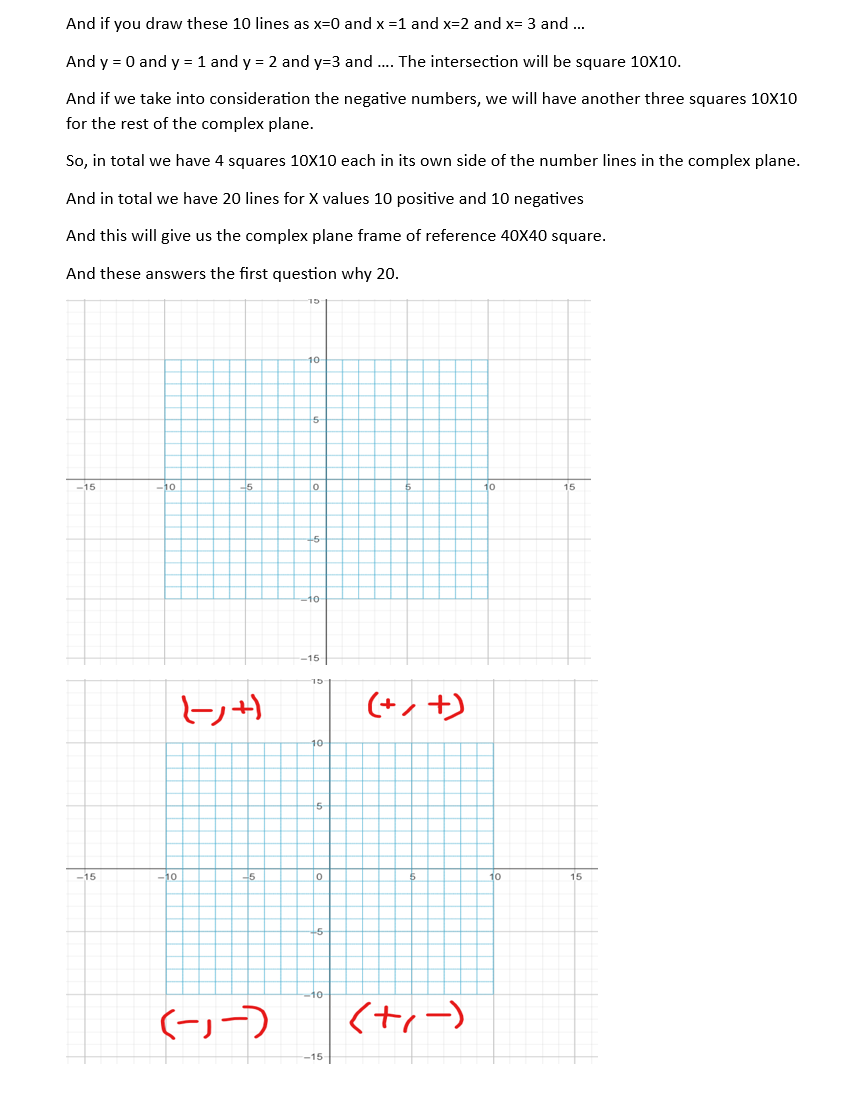 And if you draw these 10 lines as x=0 and x =1 and x=2 and x= 3 and ...
And y = 0 and y = 1 and y = 2 and y=3 and .... The intersection will be square 10X10.
And if we take into consideration the negative numbers, we will have another three squares 10X10
for the rest of the complex plane.
So, in total we have 4 squares 10X10 each in its own side of the number lines in the complex plane.
And in total we have 20 lines for X values 10 positive and 10 negatives
And this will give us the complex plane frame of reference 40X40 square.
And these answers the first question why 20.
15
10
5
−15 −10 −5 0 5 10 15
−5
−10
−15
15
(−,+) (+,+)
10
5
−15 −10 −5 0 5 10 15
−5
−10
(−,−) (+,−)
−15